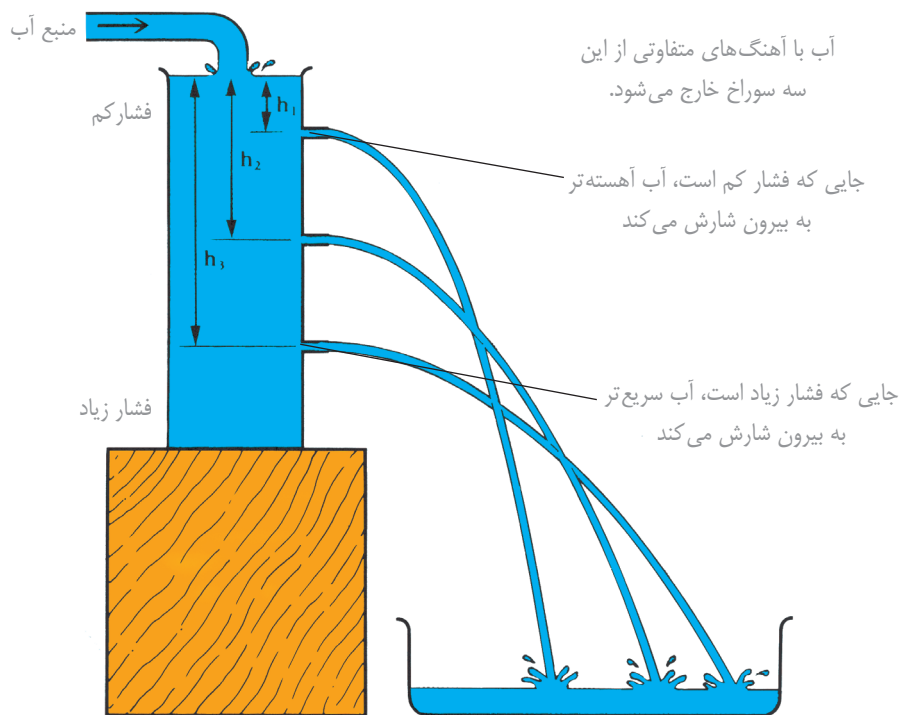 منبع آب
آب با آهنگ‌های متفاوتی از این
سه سوراخ خارج می‌شود.
فشار کم
h₁
h₂
h₃
جایی که فشار کم است، آب آهسته‌تر
به بیرون شارش می‌کند
جایی که فشار زیاد است، آب سریع‌تر
به بیرون شارش می‌کند
فشار زیاد